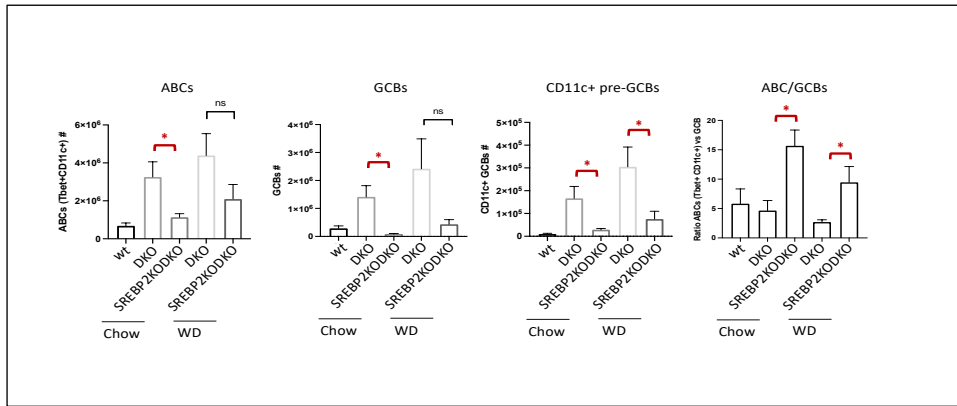 ABCs
ABCs (Tbet+CD11c+) #
6×10⁶
4×10⁶
2×10⁶
0
*
ns
wt
DKO
SREBP2KODKO
DKO
SREBP2KODKO
Chow
WD
GCBs
GCBs #
4×10⁶
3×10⁶
2×10⁶
1×10⁶
0
*
ns
wt
DKO
SREBP2KODKO
DKO
SREBP2KODKO
Chow
WD
CD11c+ pre-GCBs
CD11c+ GCBs #
5×10⁵
4×10⁵
3×10⁵
2×10⁵
1×10⁵
0
*
*
wt
DKO
SREBP2KODKO
DKO
SREBP2KODKO
Chow
WD
ABC/GCBs
Ratio ABCs (Tbet+ CD11c+) vs GCB
20
15
10
5
0
*
*
wt
DKO
SREBP2KODKO
DKO
SREBP2KODKO
Chow
WD